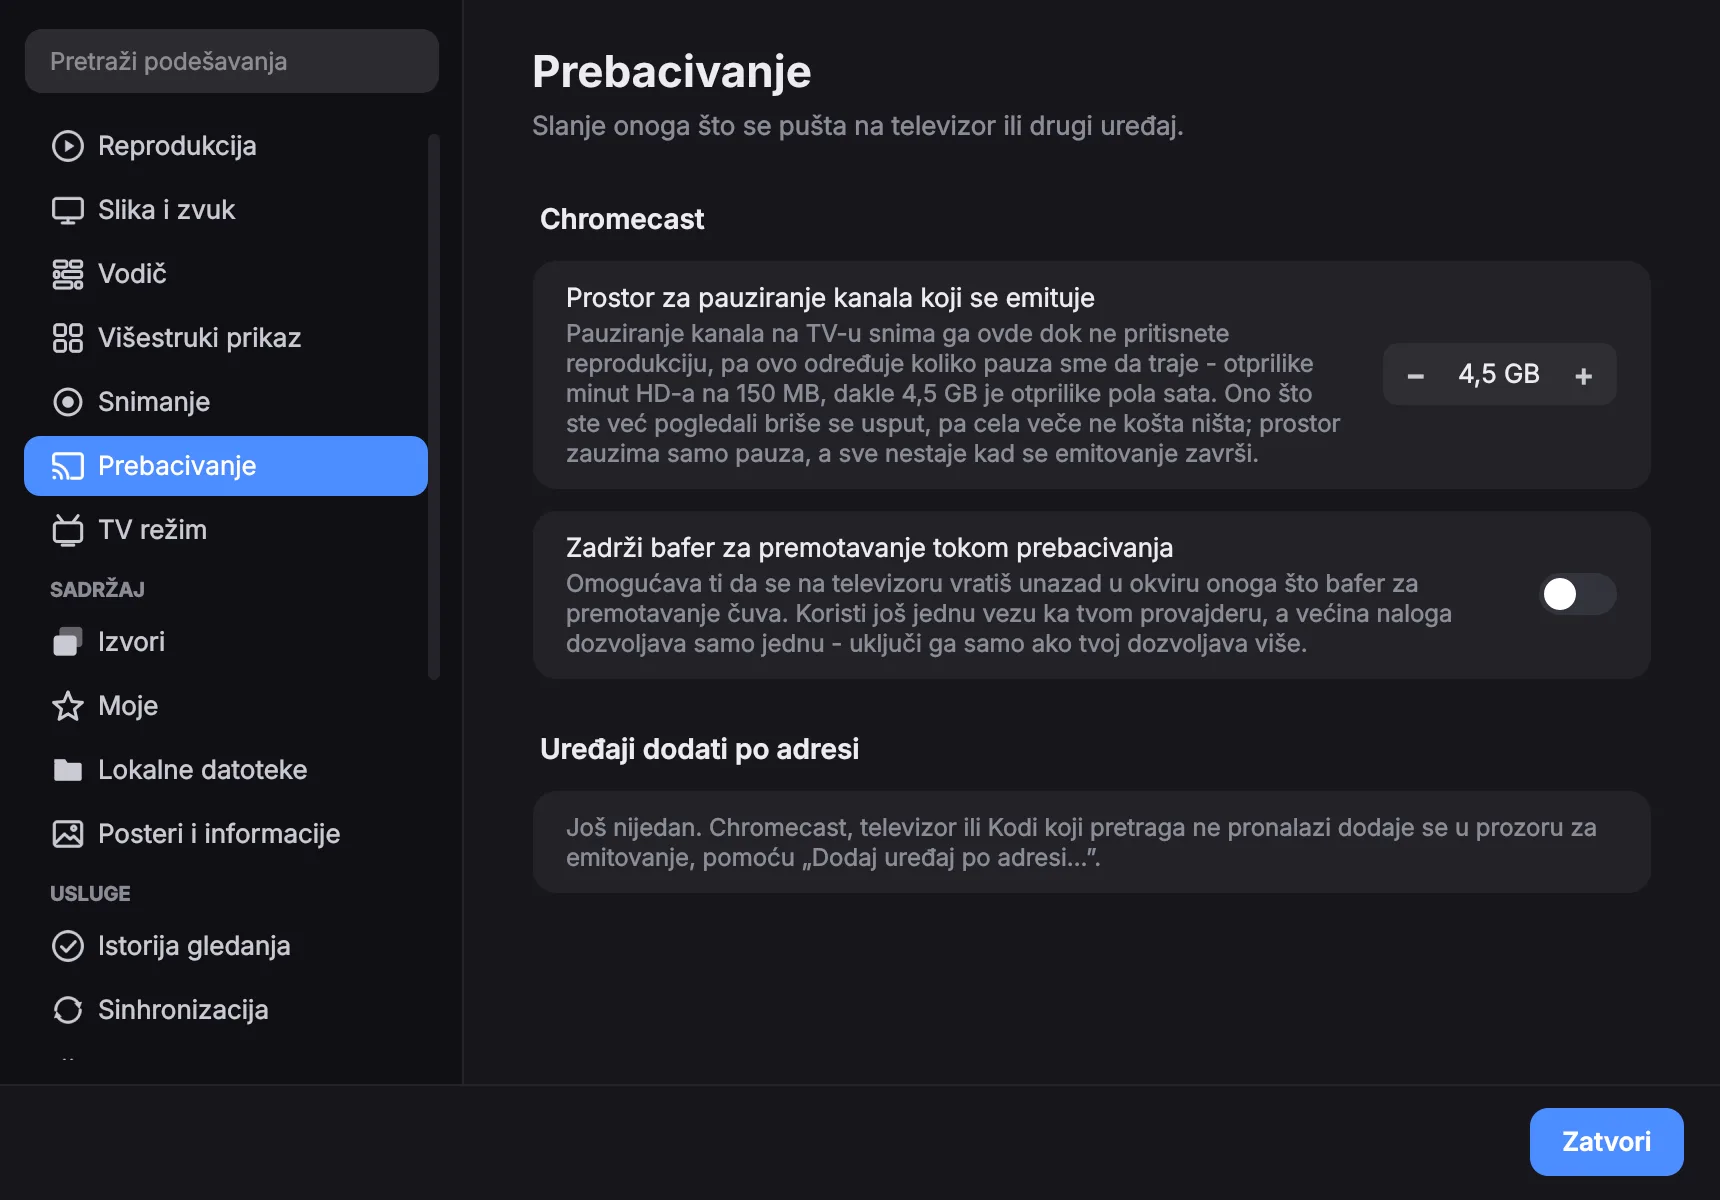 Pretraži podešavanja
Reprodukcija
Slika i zvuk
Vodič
Višestruki prikaz
Snimanje
Prebacivanje
TV režim
SADRŽAJ
Izvori
Moje
Lokalne datoteke
Posteri i informacije
USLUGE
Istorija gledanja
Sinhronizacija
Prebacivanje
Slanje onoga što se pušta na televizor ili drugi uređaj.
Chromecast
Prostor za pauziranje kanala koji se emituje
Pauziranje kanala na TV-u snima ga ovde dok ne pritisnete
reprodukciju, pa ovo određuje koliko pauza sme da traje - otprilike
minut HD-a na 150 MB, dakle 4,5 GB je otprilike pola sata. Ono što
ste već pogledali briše se usput, pa cela veče ne košta ništa; prostor
zauzima samo pauza, a sve nestaje kad se emitovanje završi.
− 4,5 GB +
Zadrži bafer za premotavanje tokom prebacivanja
Omogućava ti da se na televizoru vratiš unazad u okviru onoga što bafer za
premotavanje čuva. Koristi još jednu vezu ka tvom provajderu, a većina naloga
dozvoljava samo jednu - uključi ga samo ako tvoj dozvoljava više.
Uređaji dodati po adresi
Još nijedan. Chromecast, televizor ili Kodi koji pretraga ne pronalazi dodaje se u prozoru za
emitovanje, pomoću „Dodaj uređaj po adresi...”.
Zatvori